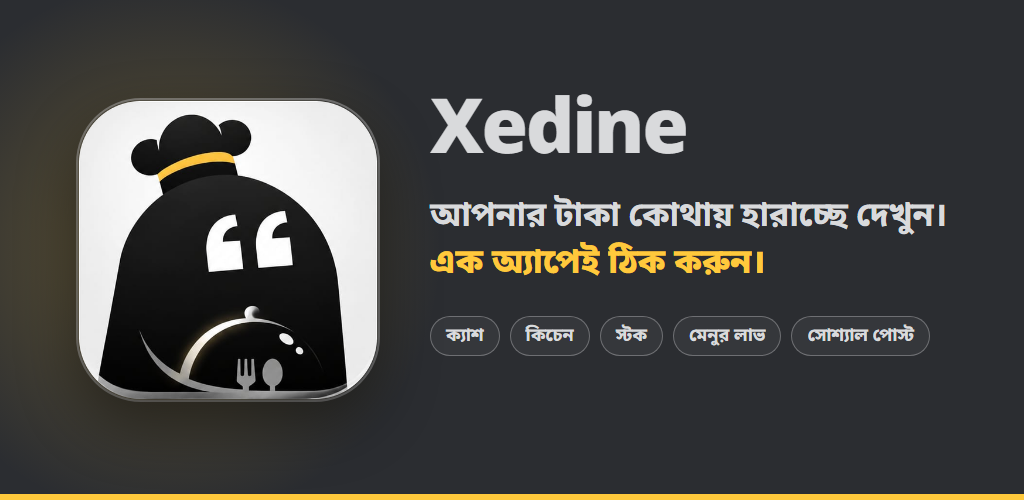 Xedine
আপনার টাকা কোথায় হারাচ্ছে দেখুন।
এক অ্যাপেই ঠিক করুন।
ক্যাশ কিচেন স্টক মেনুর লাভ সোশ্যাল পোস্ট